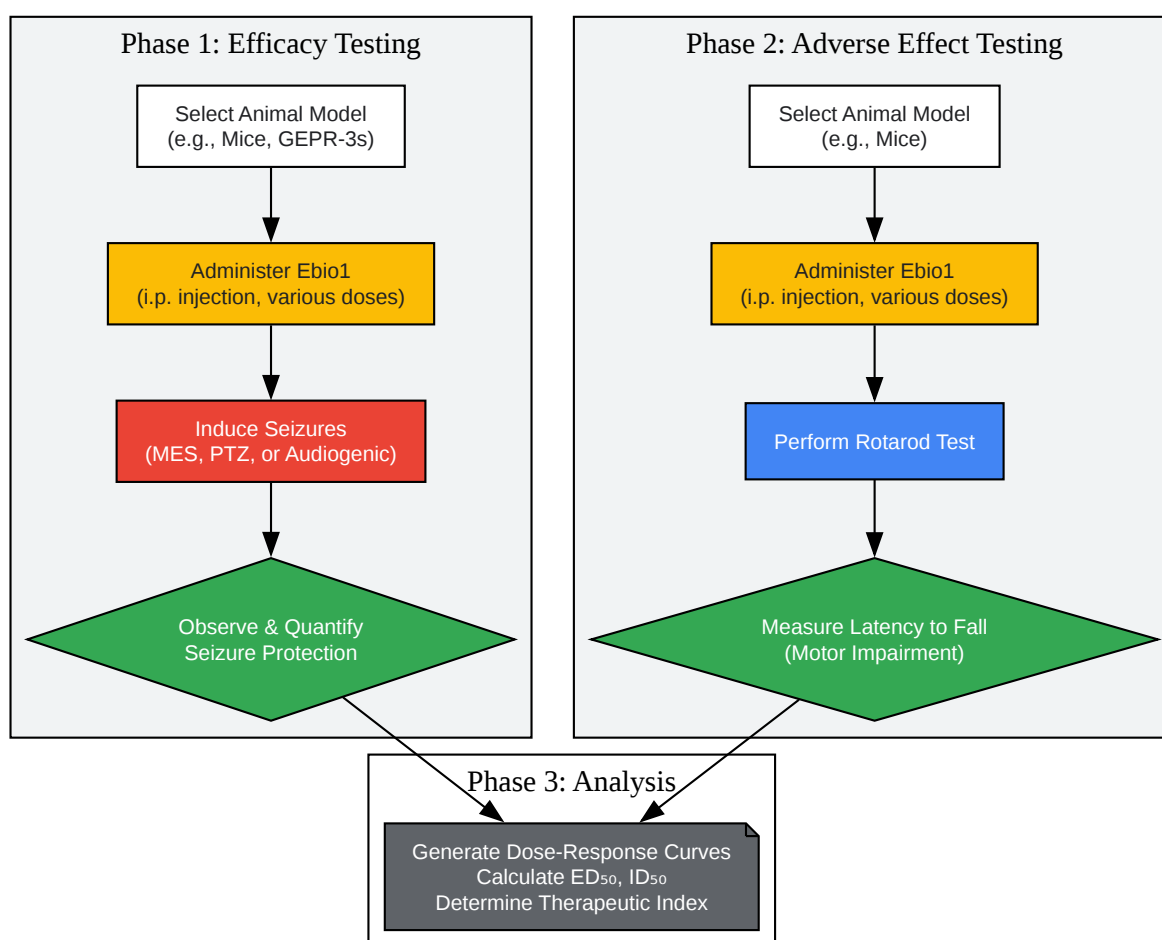 Phase 1: Efficacy Testing
Select Animal Model
(e.g., Mice, GEPR-3s)
Administer Ebio1
(i.p. injection, various doses)
Induce Seizures
(MES, PTZ, or Audiogenic)
Observe & Quantify
Seizure Protection
Phase 2: Adverse Effect Testing
Select Animal Model
(e.g., Mice)
Administer Ebio1
(i.p. injection, various doses)
Perform Rotarod Test
Measure Latency to Fall
(Motor Impairment)
Phase 3: Analysis
Generate Dose-Response Curves
Calculate ED₅₀, ID₅₀
Determine Therapeutic Index